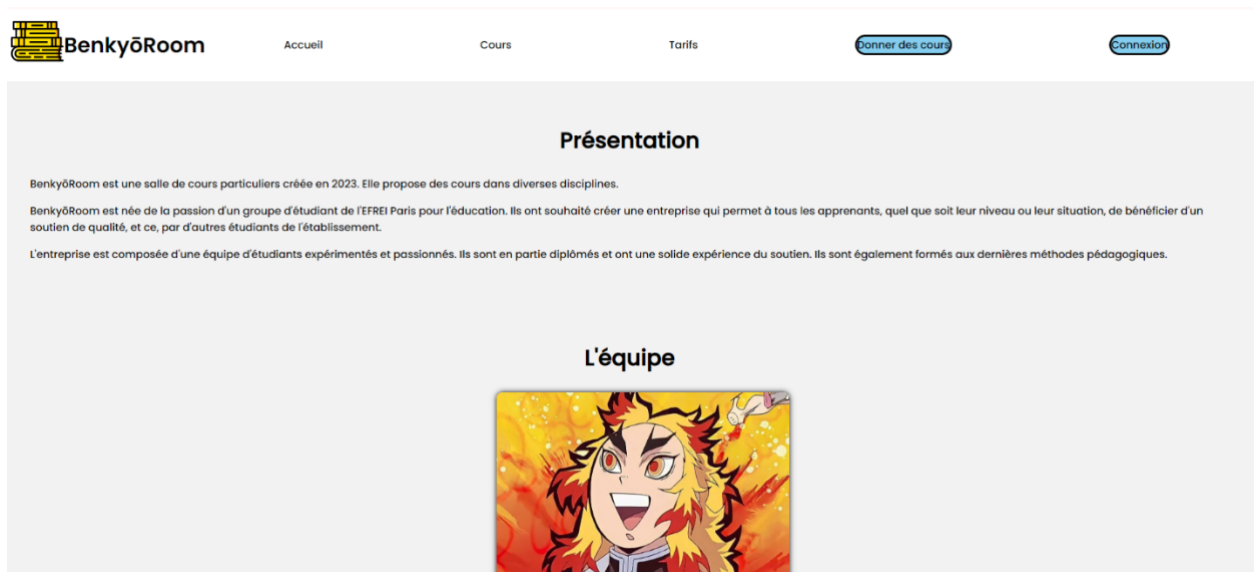 BenkyōRoom
Accueil
Cours
Tarifs
Donner des cours
Connexion
Présentation
BenkyōRoom est une salle de cours particuliers créée en 2023. Elle propose des cours dans diverses disciplines.
BenkyōRoom est née de la passion d'un groupe d'étudiant de l'EFREI Paris pour l'éducation. Ils ont souhaité créer une entreprise qui permet à tous les apprenants, quel que soit leur niveau ou leur situation, de bénéficier d'un
soutien de qualité, et ce, par d'autres étudiants de l'établissement.
L'entreprise est composée d'une équipe d'étudiants expérimentés et passionnés. Ils sont en partie diplômés et ont une solide expérience du soutien. Ils sont également formés aux dernières méthodes pédagogiques.
L'équipe